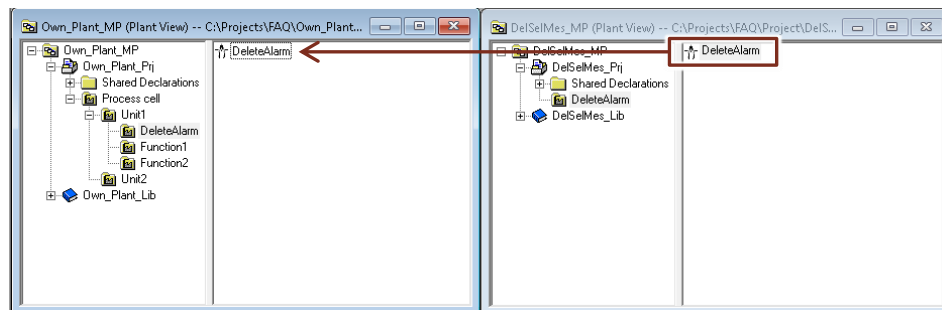 Own_Plant_MP (Plant View) -- C:\Projects\FAQ\Own_Plant...
Own_Plant_MP
Own_Plant_Prj
Shared Declarations
Process cell
Unit1
DeleteAlarm
Function1
Function2
Unit2
Own_Plant_Lib
DeleteAlarm
DelSelMes_MP (Plant View) -- C:\Projects\FAQ\Project\DelS...
DelSelMes_MP
DelSelMes_Prj
Shared Declarations
DeleteAlarm
DelSelMes_Lib
DeleteAlarm